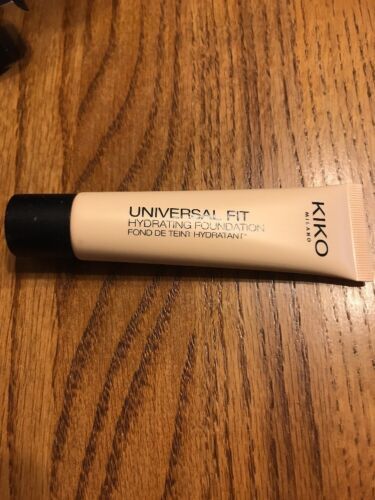 UNIVERSAL FIT
HYDRATING FOUNDATION
FOND DE TEINT HYDRATANT
KIKO
MILANO